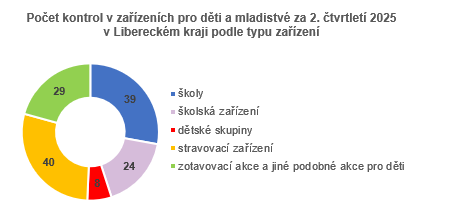 Počet kontrol v zařízeních pro děti a mladistvé za 2. čtvrtletí 2025
v Libereckém kraji podle typu zařízení
39
24
8
40
29
školy
školská zařízení
dětské skupiny
stravovací zařízení
zotavovací akce a jiné podobné akce pro děti